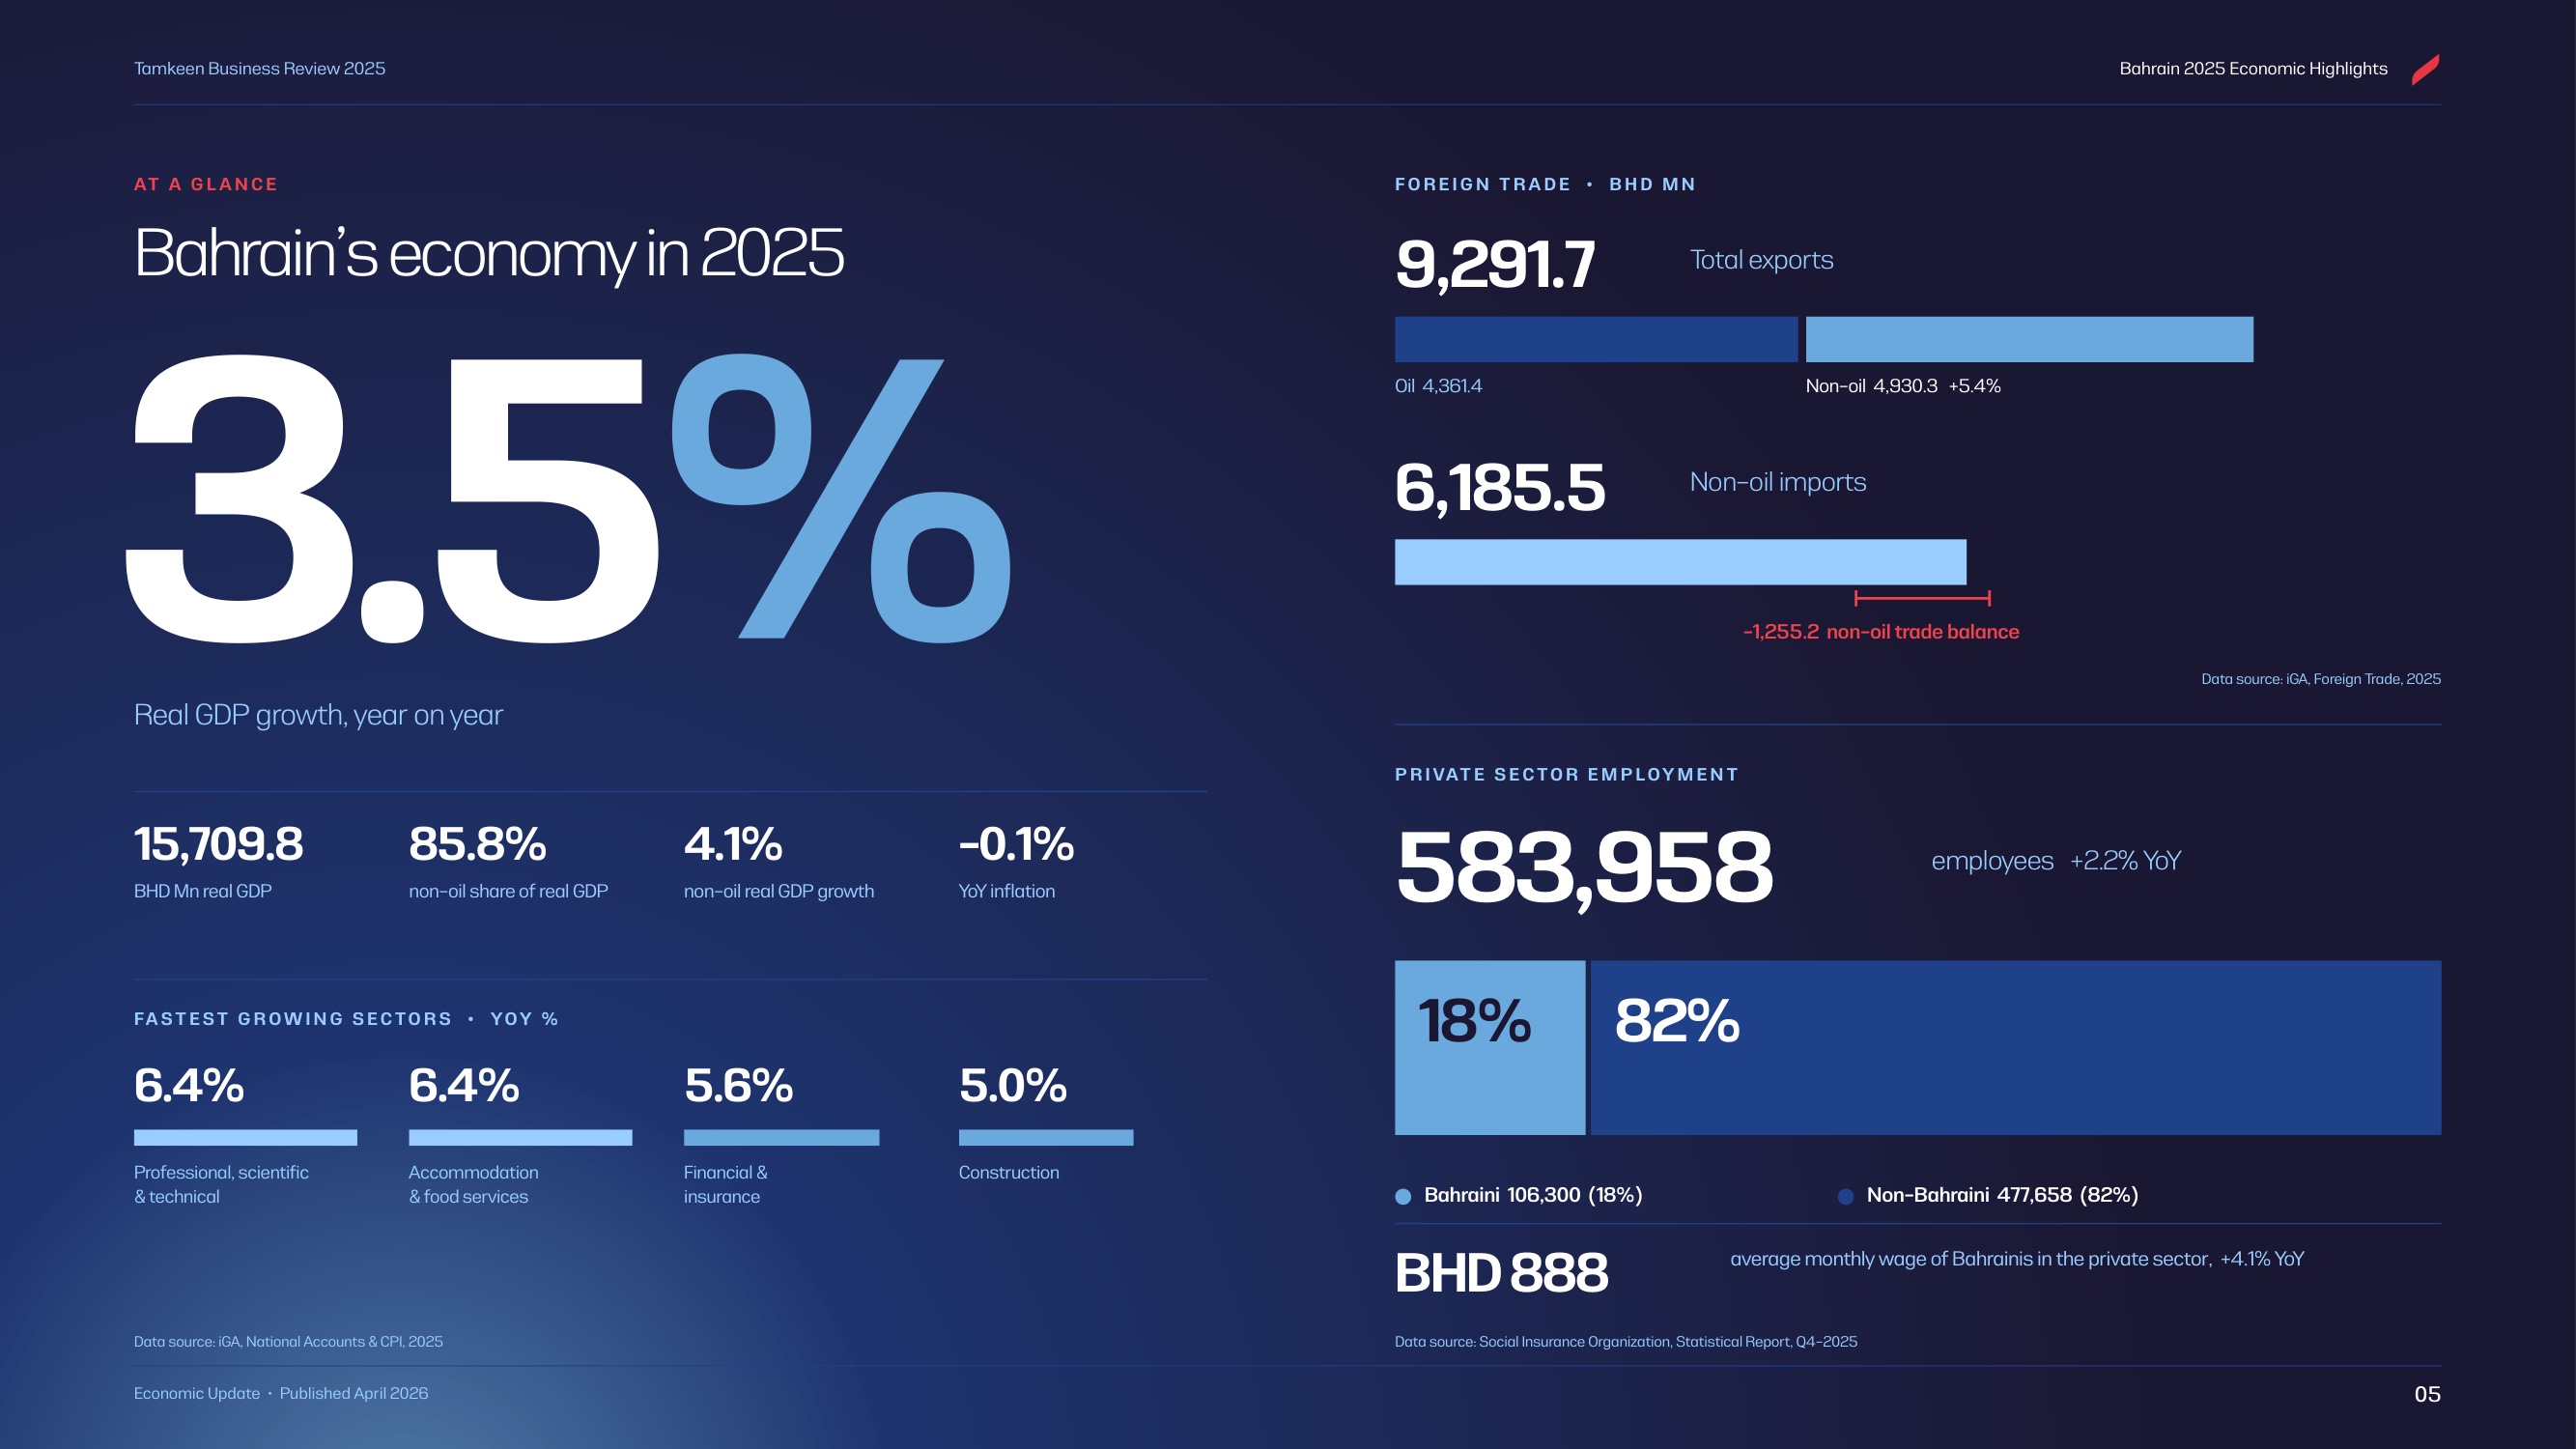 Tamkeen Business Review 2025
Bahrain 2025 Economic Highlights
AT A GLANCE
Bahrain’s economy in 2025
3.5%
Real GDP growth, year on year
15,709.8
BHD Mn real GDP
85.8%
non-oil share of real GDP
4.1%
non-oil real GDP growth
-0.1%
YoY inflation
FASTEST GROWING SECTORS • YOY %
6.4%
Professional, scientific
& technical
6.4%
Accommodation
& food services
5.6%
Financial &
insurance
5.0%
Construction
Data source: iGA, National Accounts & CPI, 2025
FOREIGN TRADE • BHD MN
9,291.7 Total exports
Oil 4,361.4
Non-oil 4,930.3 +5.4%
6,185.5 Non-oil imports
-1,255.2 non-oil trade balance
Data source: iGA, Foreign Trade, 2025
PRIVATE SECTOR EMPLOYMENT
583,958 employees +2.2% YoY
18%
82%
Bahraini 106,300 (18%)
Non-Bahraini 477,658 (82%)
BHD 888 average monthly wage of Bahrainis in the private sector, +4.1% YoY
Data source: Social Insurance Organization, Statistical Report, Q4-2025
Economic Update • Published April 2026
05